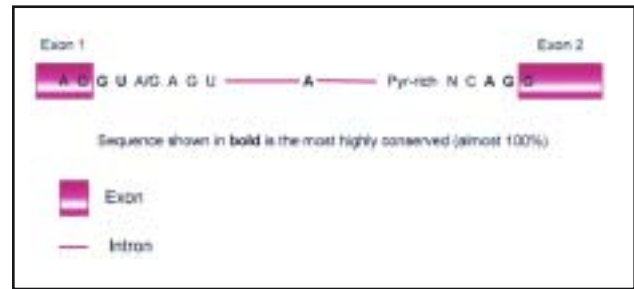 Exon 1 Exon 2
A G G U A/G A G U A Pyr-rich N C A G G
Sequence shown in bold is the most highly conserved (almost 100%)
Exon
Intron